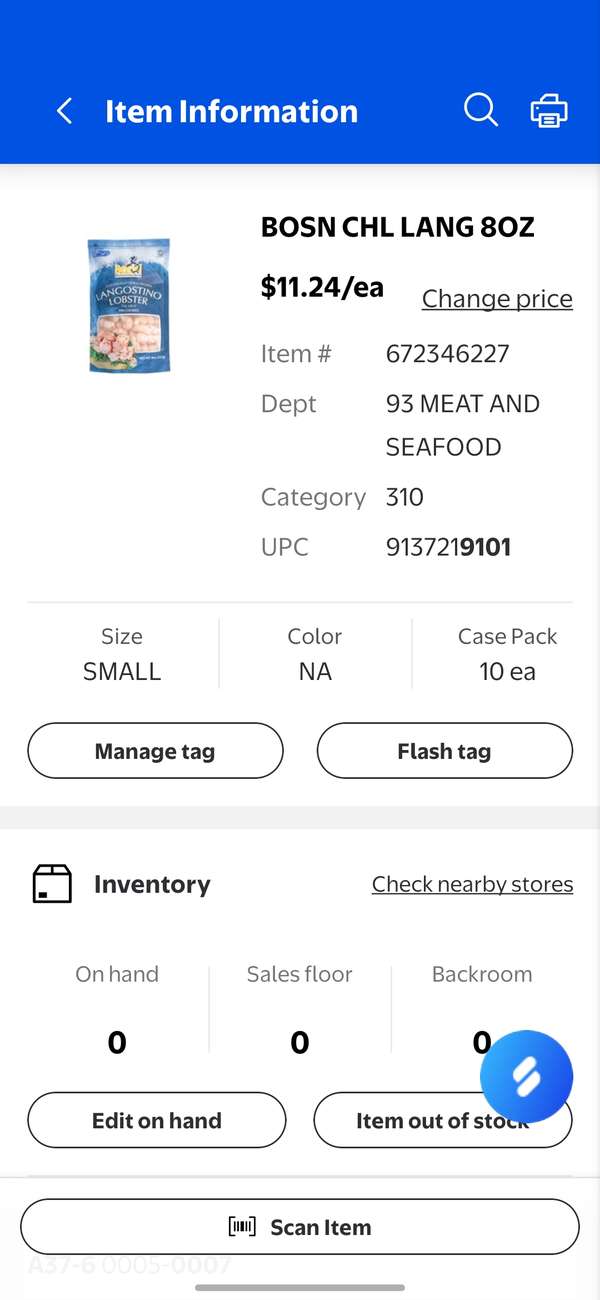 Item Information
BOSN CHL LANG 8OZ
$11.24/ea
Change price
Item # 672346227
Dept 93 MEAT AND
SEAFOOD
Category 310
UPC 9137219101
Size Color Case Pack
SMALL NA 10 ea
Manage tag Flash tag
LANGOSTINO
LOBSTER
Inventory Check nearby stores
On hand Sales floor Backroom
0 0 0
Edit on hand Item out of stock
Scan Item
A37-6 0005-0007